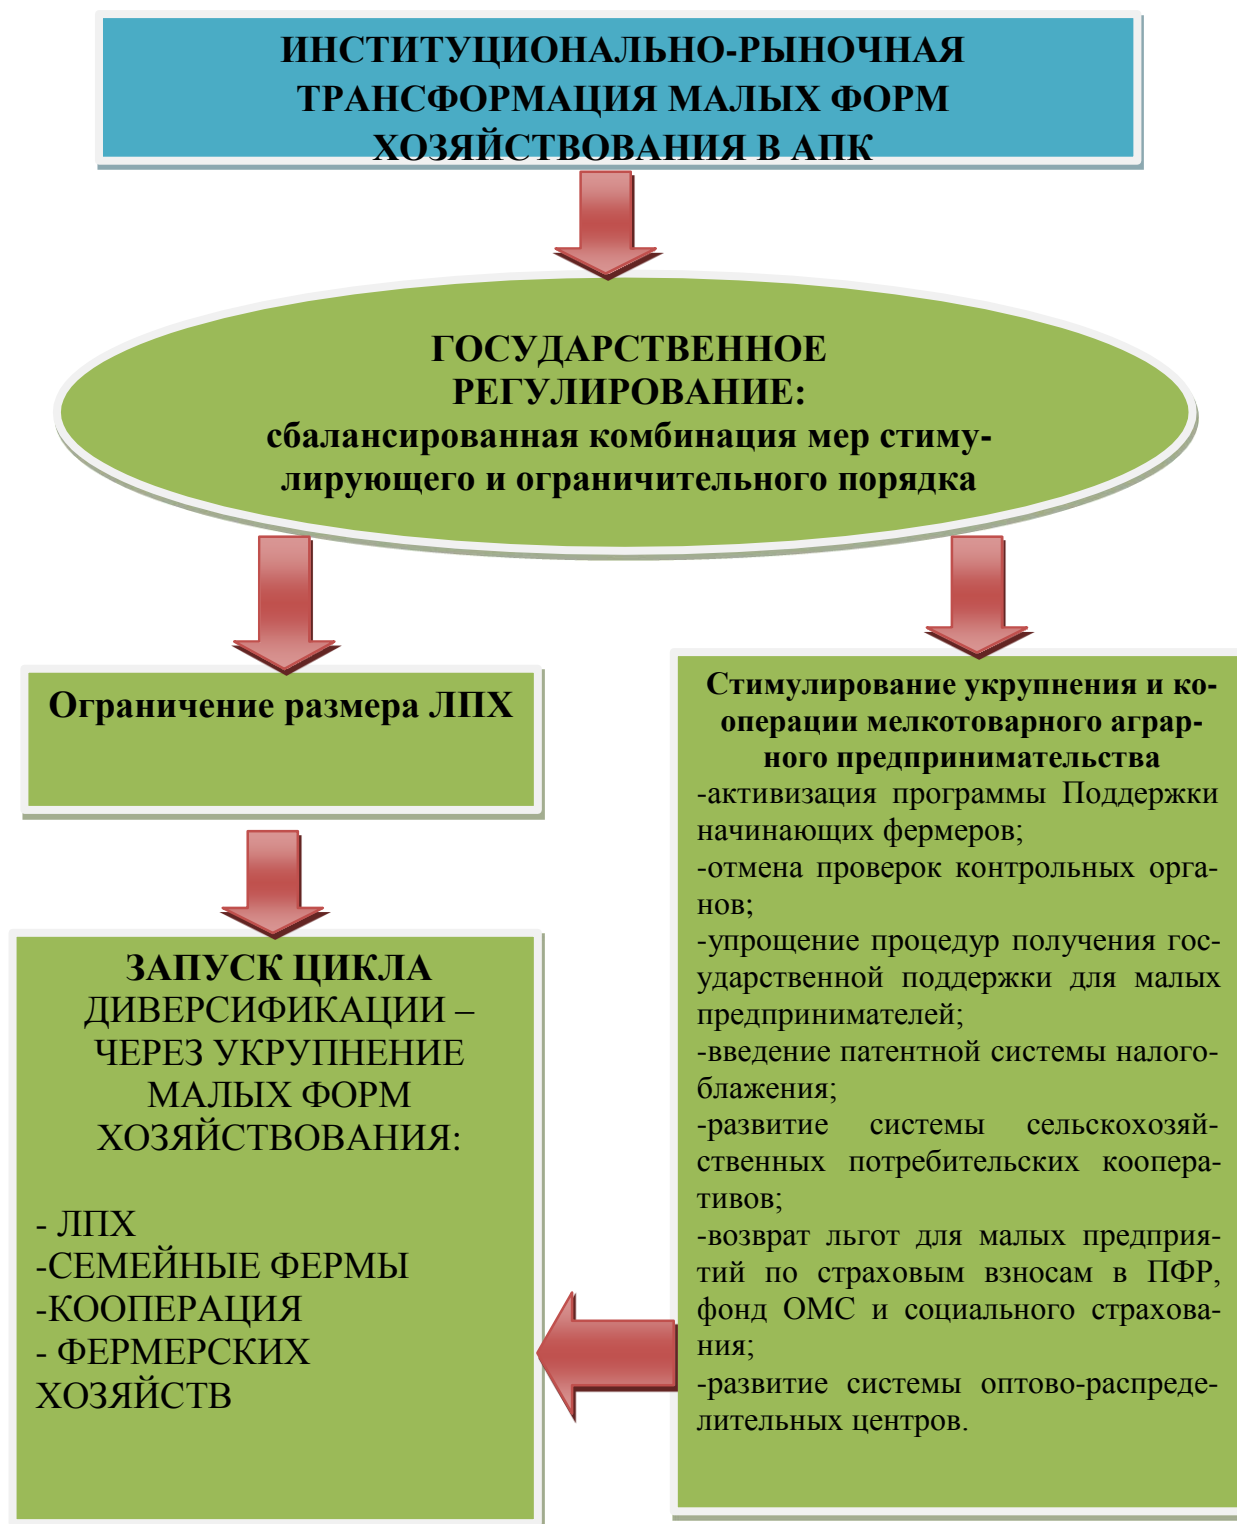 ИНСТИТУЦИОНАЛЬНО-РЫНОЧНАЯ
ТРАНСФОРМАЦИЯ МАЛЫХ ФОРМ
ХОЗЯЙСТВОВАНИЯ В АПК
ГОСУДАРСТВЕННОЕ
РЕГУЛИРОВАНИЕ:
сбалансированная комбинация мер стиму-
лирующего и ограничительного порядка
Ограничение размера ЛПХ
ЗАПУСК ЦИКЛА
ДИВЕРСИФИКАЦИИ –
ЧЕРЕЗ УКРУПНЕНИЕ
МАЛЫХ ФОРМ
ХОЗЯЙСТВОВАНИЯ:
- ЛПХ
-СЕМЕЙНЫЕ ФЕРМЫ
-КООПЕРАЦИЯ
- ФЕРМЕРСКИХ
ХОЗЯЙСТВ
Стимулирование укрупнения и ко-
операции мелкотоварного аграр-
ного предпринимательства
-активизация программы Поддержки
начинающих фермеров;
-отмена проверок контрольных орга-
нов;
-упрощение процедур получения гос-
ударственной поддержки для малых
предпринимателей;
-введение патентной системы налого-
блажения;
-развитие системы сельскохозяй-
ственных потребительских коопера-
тивов;
-возврат льгот для малых предприя-
тий по страховым взносам в ПФР,
фонд ОМС и социального страхова-
ния;
-развитие системы оптово-распреде-
лительных центров.